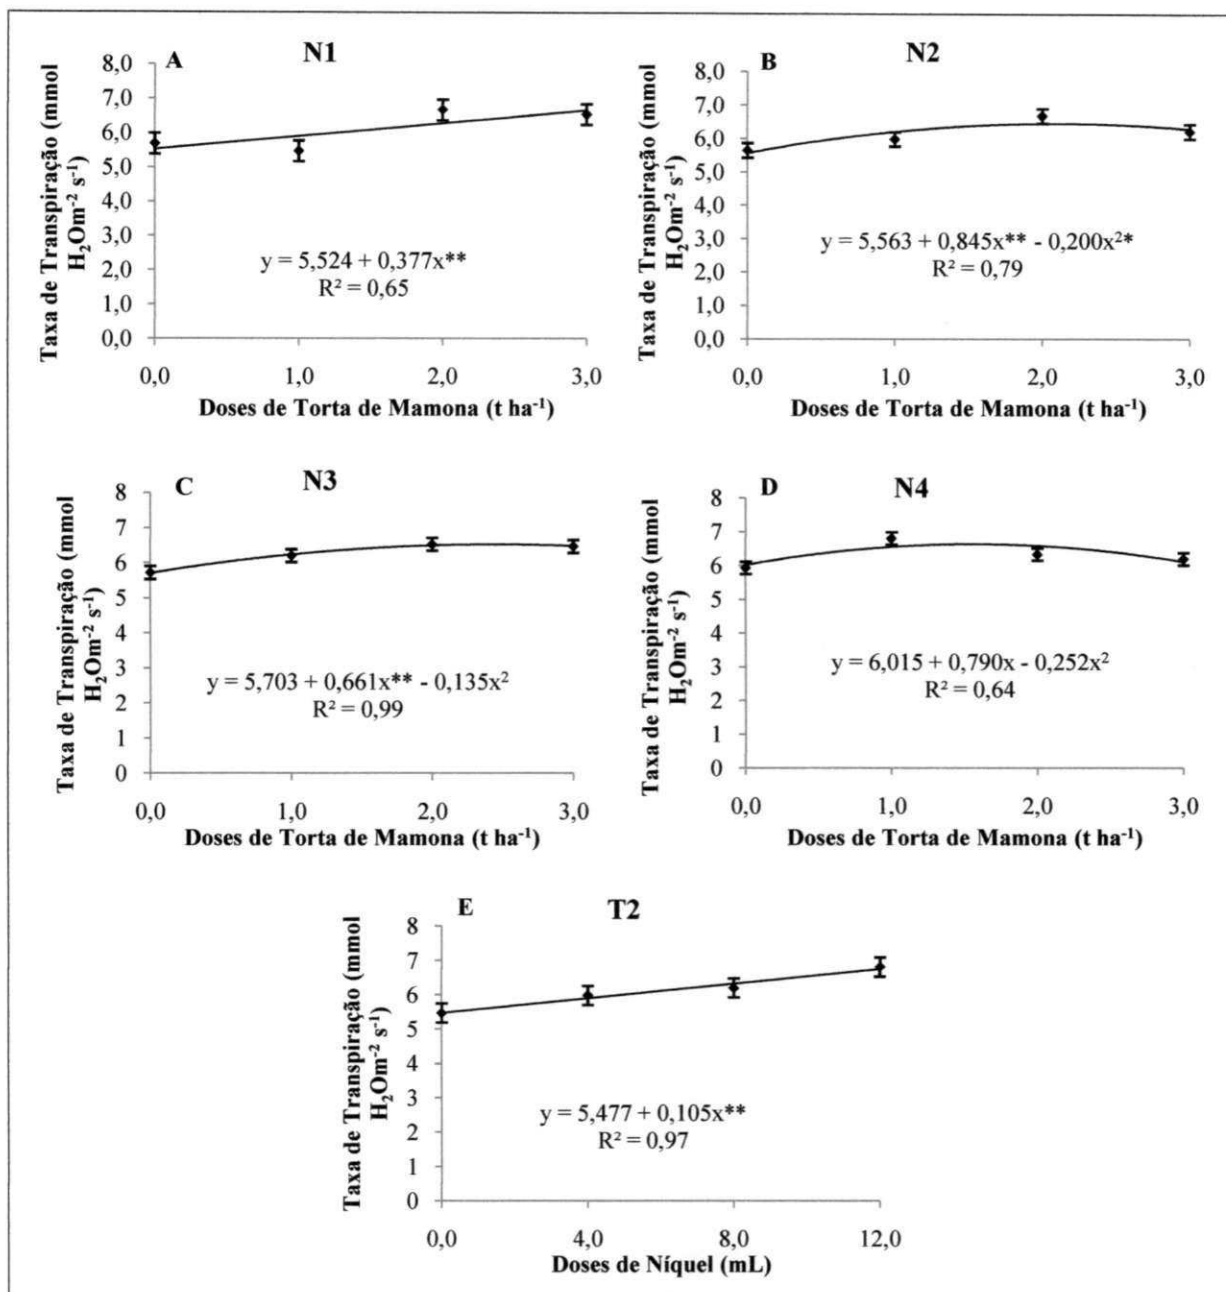 A N1
Taxa de Transpiração (mmol
H₂Om⁻² s⁻¹)
8,0
7,0
6,0
5,0
4,0
3,0
2,0
1,0
0,0
y = 5,524 + 0,377x**
R² = 0,65
0,0 1,0 2,0 3,0
Doses de Torta de Mamona (t ha⁻¹)
B N2
Taxa de Transpiração (mmol
H₂Om⁻² s⁻¹)
8,0
7,0
6,0
5,0
4,0
3,0
2,0
1,0
0,0
y = 5,563 + 0,845x** - 0,200x²*
R² = 0,79
0,0 1,0 2,0 3,0
Doses de Torta de Mamona (t ha⁻¹)
C N3
Taxa de Transpiração (mmol
H₂Om⁻² s⁻¹)
8
7
6
5
4
3
2
1
0
y = 5,703 + 0,661x** - 0,135x²
R² = 0,99
0,0 1,0 2,0 3,0
Doses de Torta de Mamona (t ha⁻¹)
D N4
Taxa de Transpiração (mmol
H₂Om⁻² s⁻¹)
8
7
6
5
4
3
2
1
0
y = 6,015 + 0,790x - 0,252x²
R² = 0,64
0,0 1,0 2,0 3,0
Doses de Torta de Mamona (t ha⁻¹)
E T2
Taxa de Transpiração (mmol
H₂Om⁻² s⁻¹)
8
7
6
5
4
3
2
1
0
y = 5,477 + 0,105x**
R² = 0,97
0,0 4,0 8,0 12,0
Doses de Níquel (mL)